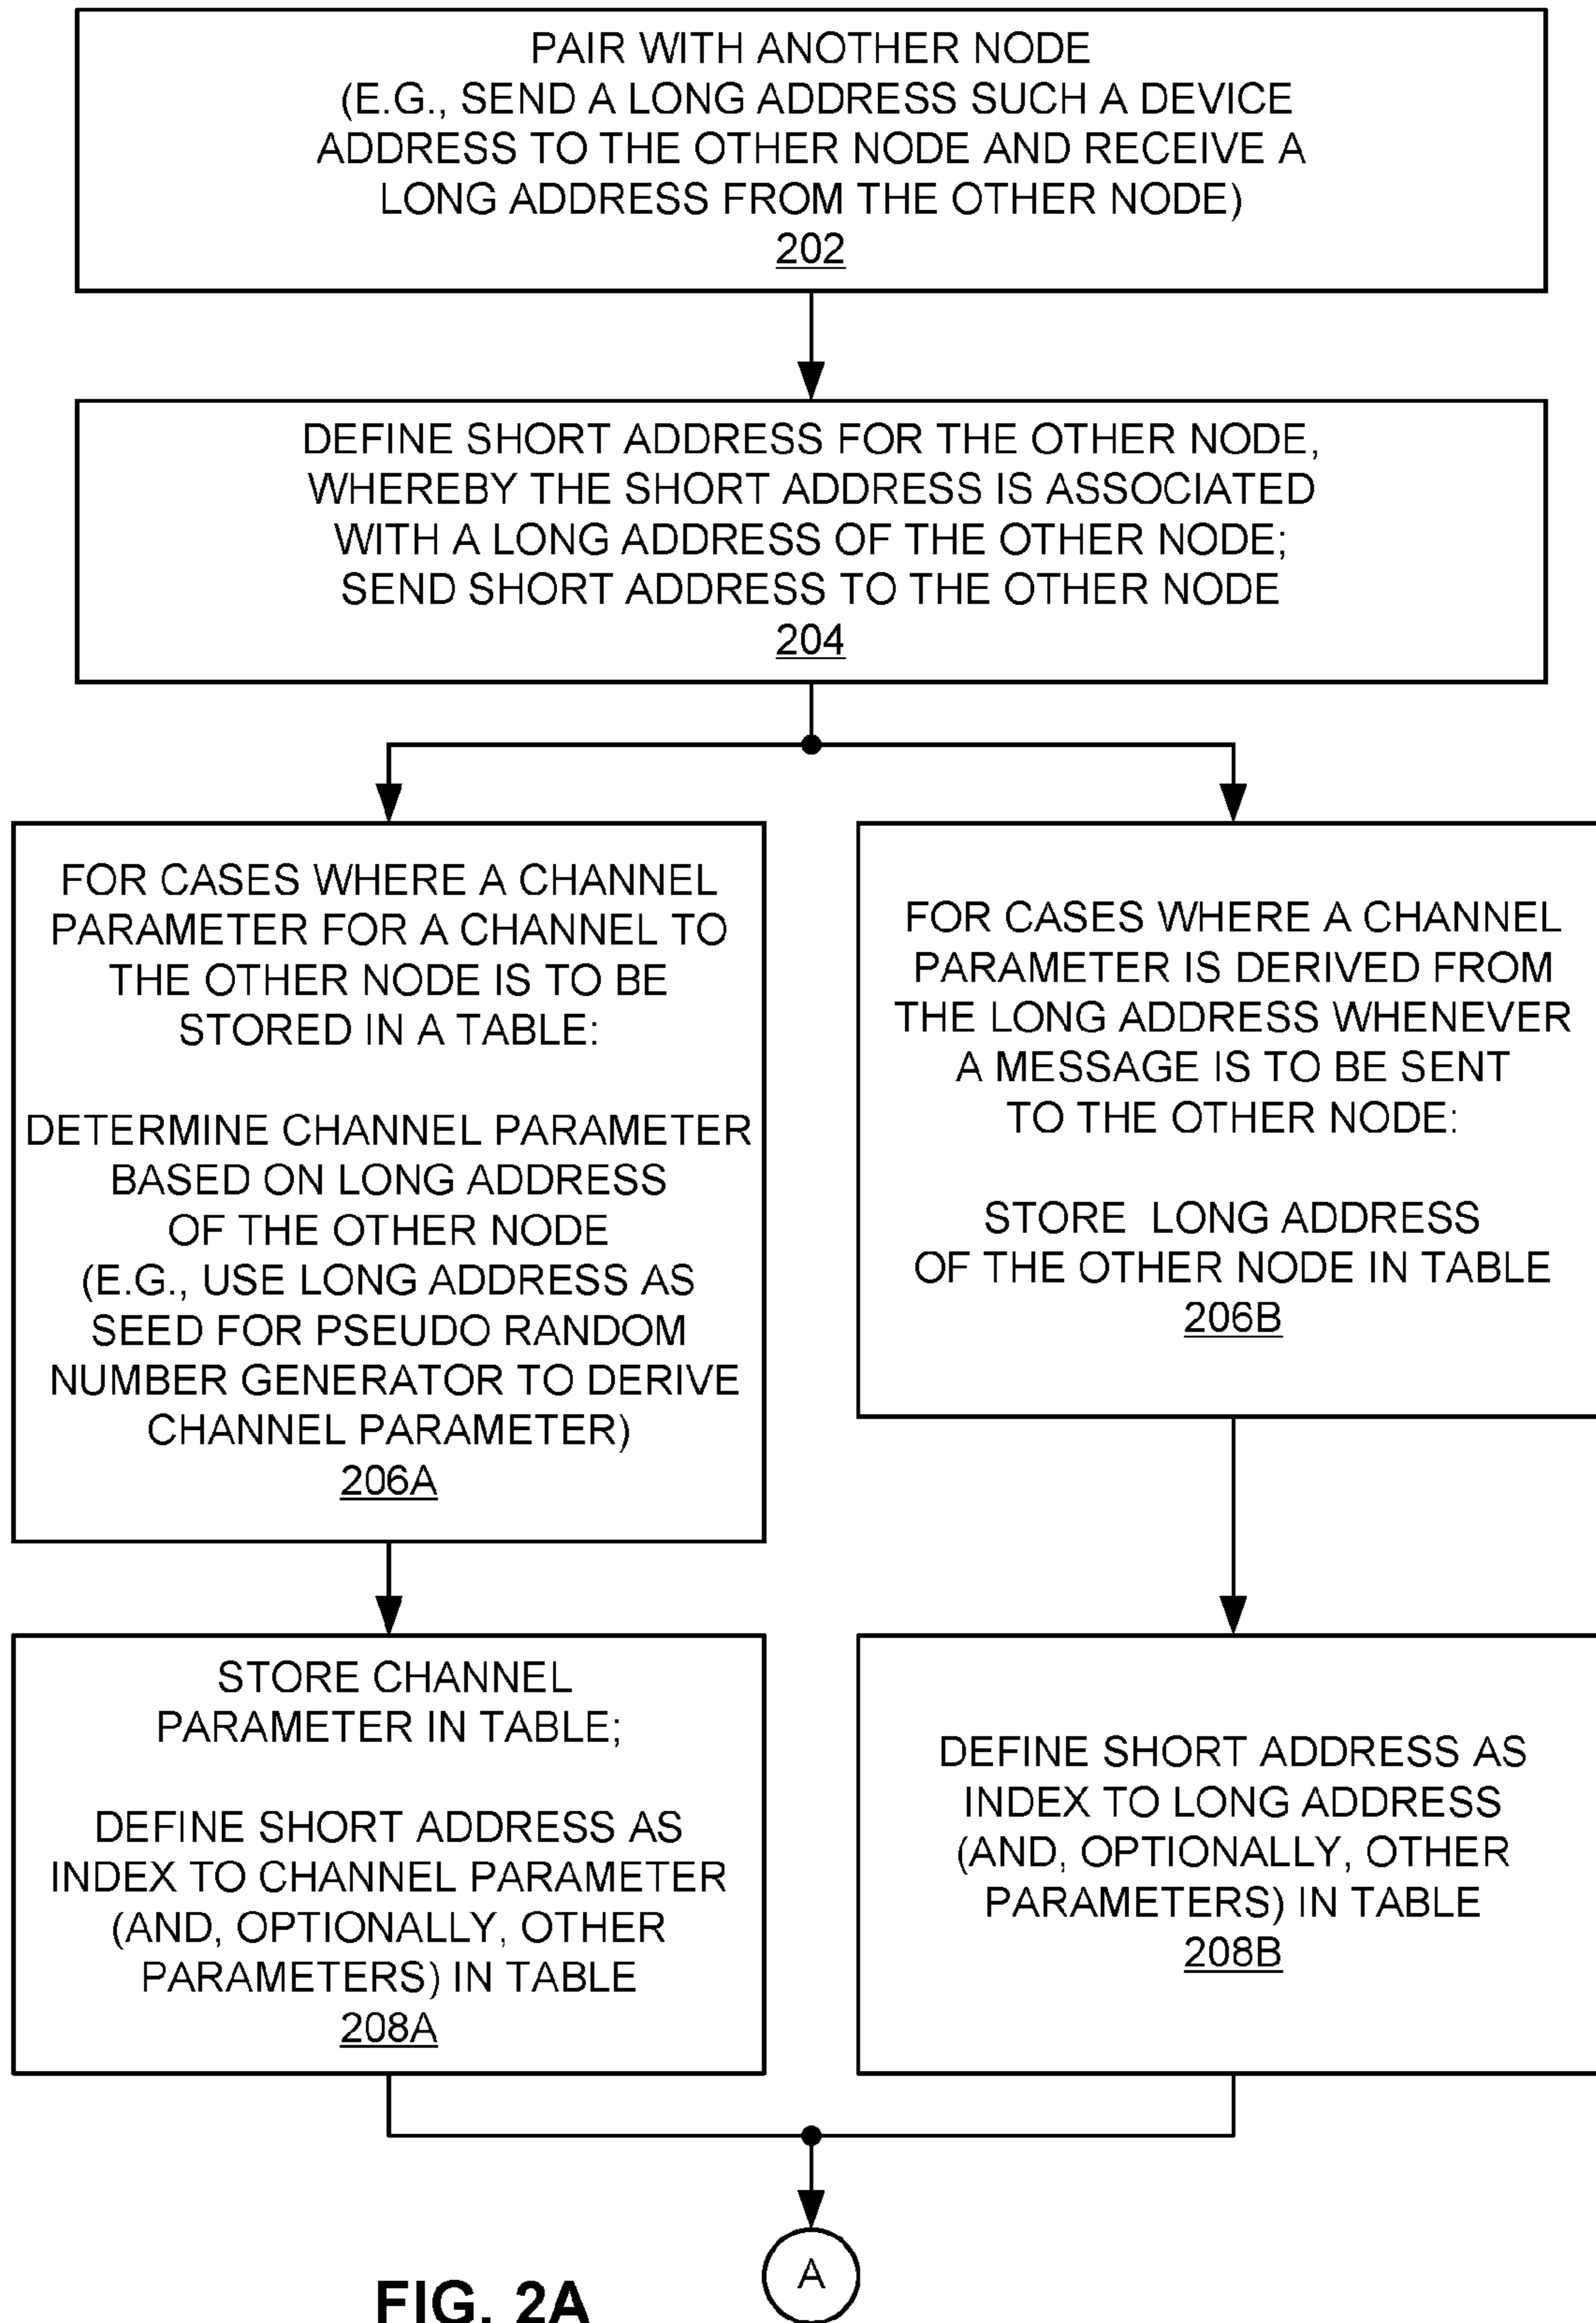 PAIR WITH ANOTHER NODE
(E.G., SEND A LONG ADDRESS SUCH A DEVICE
ADDRESS TO THE OTHER NODE AND RECEIVE A
LONG ADDRESS FROM THE OTHER NODE)
202
DEFINE SHORT ADDRESS FOR THE OTHER NODE,
WHEREBY THE SHORT ADDRESS IS ASSOCIATED
WITH A LONG ADDRESS OF THE OTHER NODE;
SEND SHORT ADDRESS TO THE OTHER NODE
204
FOR CASES WHERE A CHANNEL
PARAMETER FOR A CHANNEL TO
THE OTHER NODE IS TO BE
STORED IN A TABLE:
DETERMINE CHANNEL PARAMETER
BASED ON LONG ADDRESS
OF THE OTHER NODE
(E.G., USE LONG ADDRESS AS
SEED FOR PSEUDO RANDOM
NUMBER GENERATOR TO DERIVE
CHANNEL PARAMETER)
206A
FOR CASES WHERE A CHANNEL
PARAMETER IS DERIVED FROM
THE LONG ADDRESS WHENEVER
A MESSAGE IS TO BE SENT
TO THE OTHER NODE:
STORE LONG ADDRESS
OF THE OTHER NODE IN TABLE
206B
STORE CHANNEL
PARAMETER IN TABLE;
DEFINE SHORT ADDRESS AS
INDEX TO CHANNEL PARAMETER
(AND, OPTIONALLY, OTHER
PARAMETERS) IN TABLE
208A
DEFINE SHORT ADDRESS AS
INDEX TO LONG ADDRESS
(AND, OPTIONALLY, OTHER
PARAMETERS) IN TABLE
208B
A
FIG. 2A